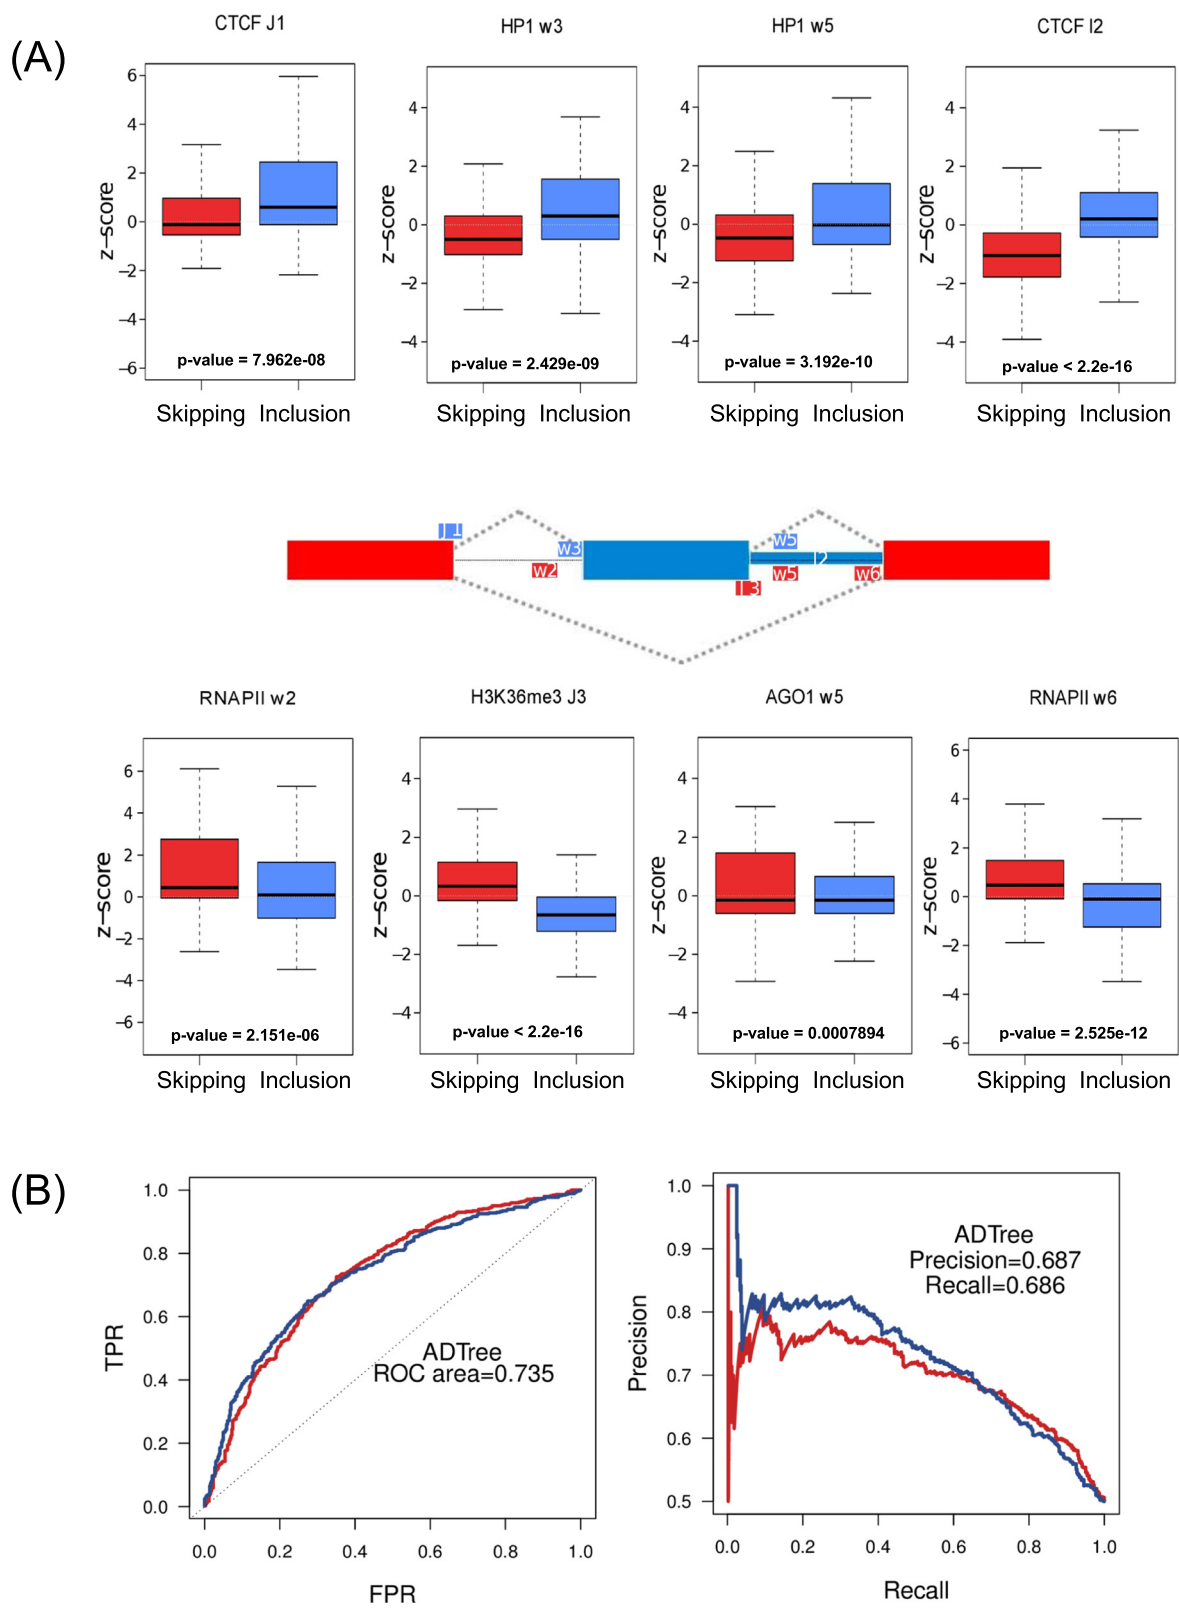 (A)
CTCF J1
HP1 w3
HP1 w5
CTCF I2
z-score
6
4
2
0
-2
-4
-6
p-value = 7.962e-08
Skipping Inclusion
z-score
4
2
0
-2
-4
p-value = 2.429e-09
Skipping Inclusion
z-score
4
2
0
-2
-4
p-value = 3.192e-10
Skipping Inclusion
z-score
4
2
0
-2
-4
p-value < 2.2e-16
Skipping Inclusion
J1
w3
w2
w5
I2
w5
w6
J3
RNAPII w2
H3K36me3 J3
AGO1 w5
RNAPII w6
z-score
6
4
2
0
-2
-4
-6
p-value = 2.151e-06
Skipping Inclusion
z-score
4
2
0
-2
-4
p-value < 2.2e-16
Skipping Inclusion
z-score
4
2
0
-2
-4
p-value = 0.0007894
Skipping Inclusion
z-score
6
4
2
0
-2
-4
-6
p-value = 2.525e-12
Skipping Inclusion
(B)
TPR
1.0
0.8
0.6
0.4
0.2
0.0
ADTree
ROC area=0.735
0.0 0.2 0.4 0.6 0.8 1.0
FPR
Precision
1.0
0.9
0.8
0.7
0.6
0.5
ADTree
Precision=0.687
Recall=0.686
0.0 0.2 0.4 0.6 0.8 1.0
Recall